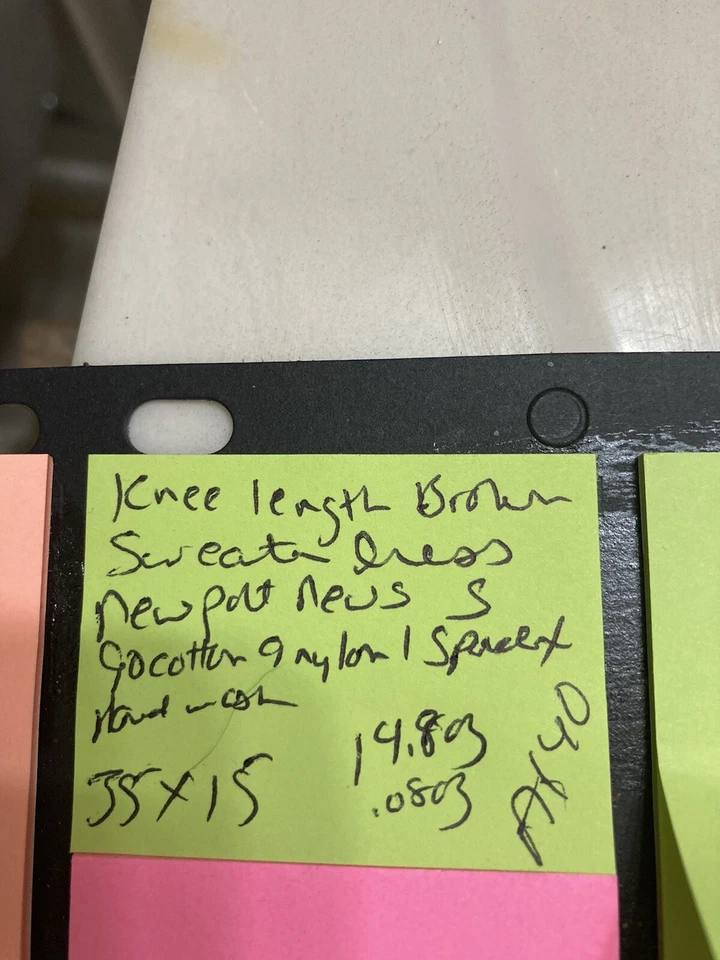 Knee length Brown
Sweater Dress
Newport News S
90 cotton 9 nylon 1 Spandex
Hand wash
35 x 15
14.8oz
.08oz